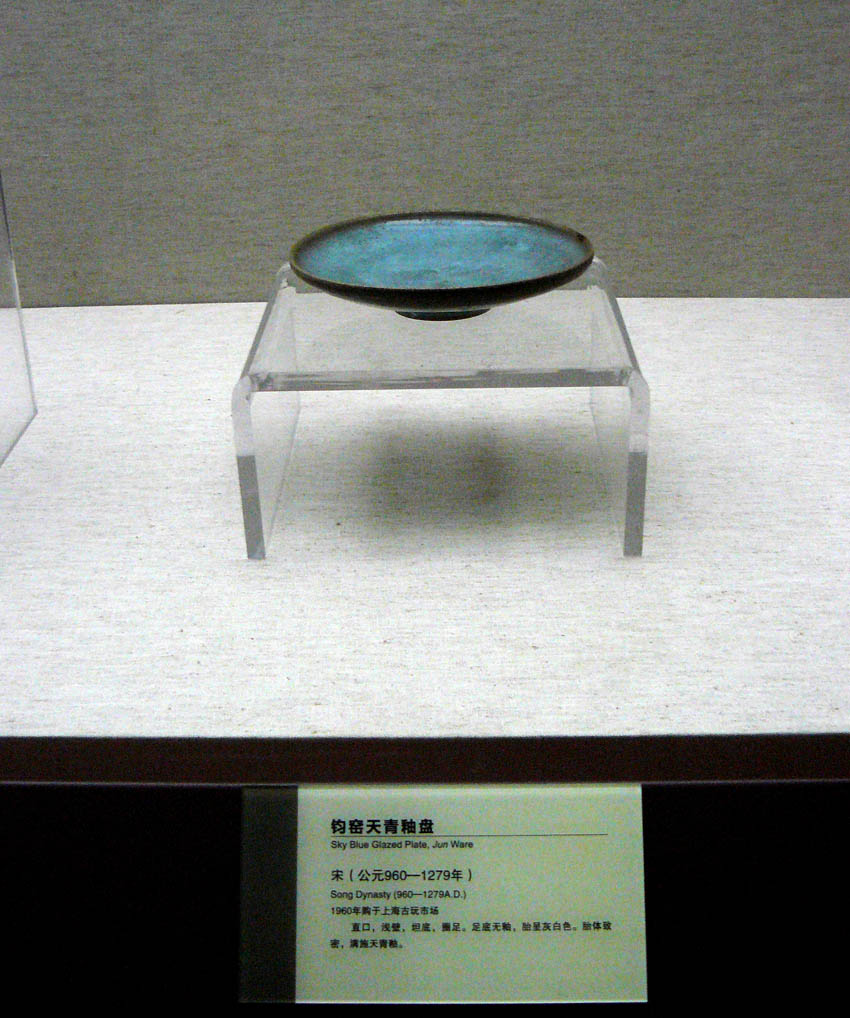 钧窑天青釉盘
Sky Blue Glazed Plate, Jun Ware
宋（公元960—1279年）
Song Dynasty (960—1279A.D.)
1960年购于上海古玩市场
直口，浅壁，坦底，圈足。足底无釉，胎呈灰白色。胎体致
密，满施天青釉。